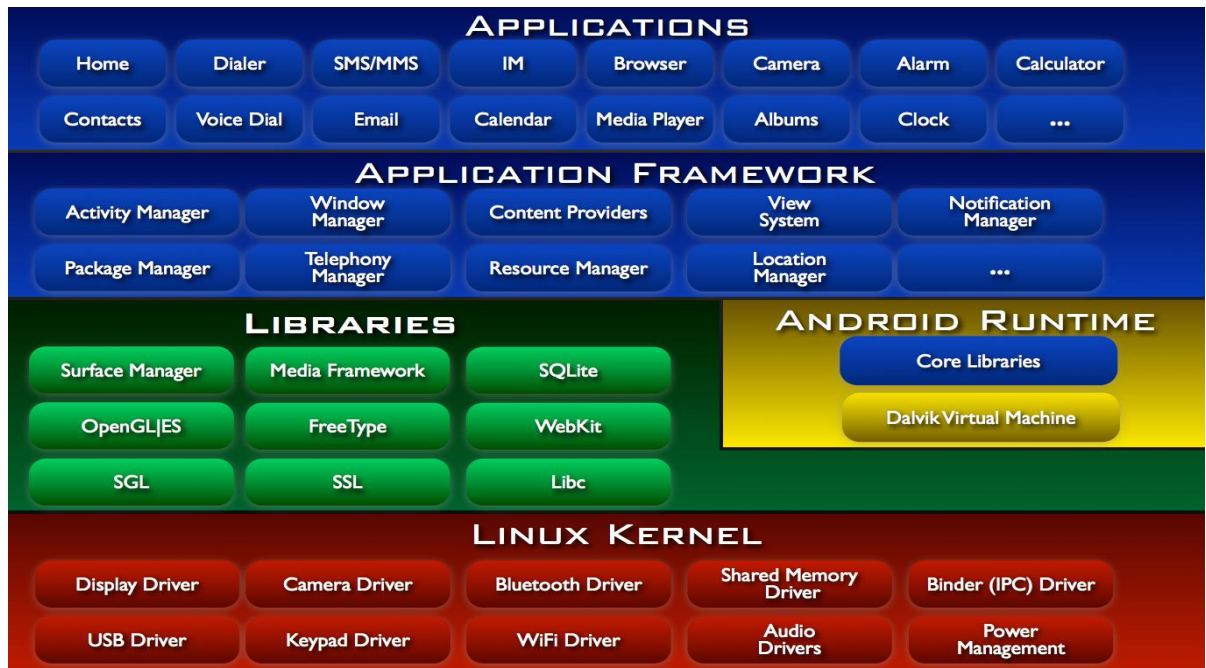 APPLICATIONS
Home Dialer SMS/MMS IM Browser Camera Alarm Calculator
Contacts Voice Dial Email Calendar Media Player Albums Clock ...
APPLICATION FRAMEWORK
Activity Manager Window Manager Content Providers View System Notification Manager
Package Manager Telephony Manager Resource Manager Location Manager ...
LIBRARIES
Surface Manager Media Framework SQLite
OpenGL|ES FreeType WebKit
SGL SSL Libc
ANDROID RUNTIME
Core Libraries
Dalvik Virtual Machine
LINUX KERNEL
Display Driver Camera Driver Bluetooth Driver Shared Memory Driver Binder (IPC) Driver
USB Driver Keypad Driver WiFi Driver Audio Drivers Power Management